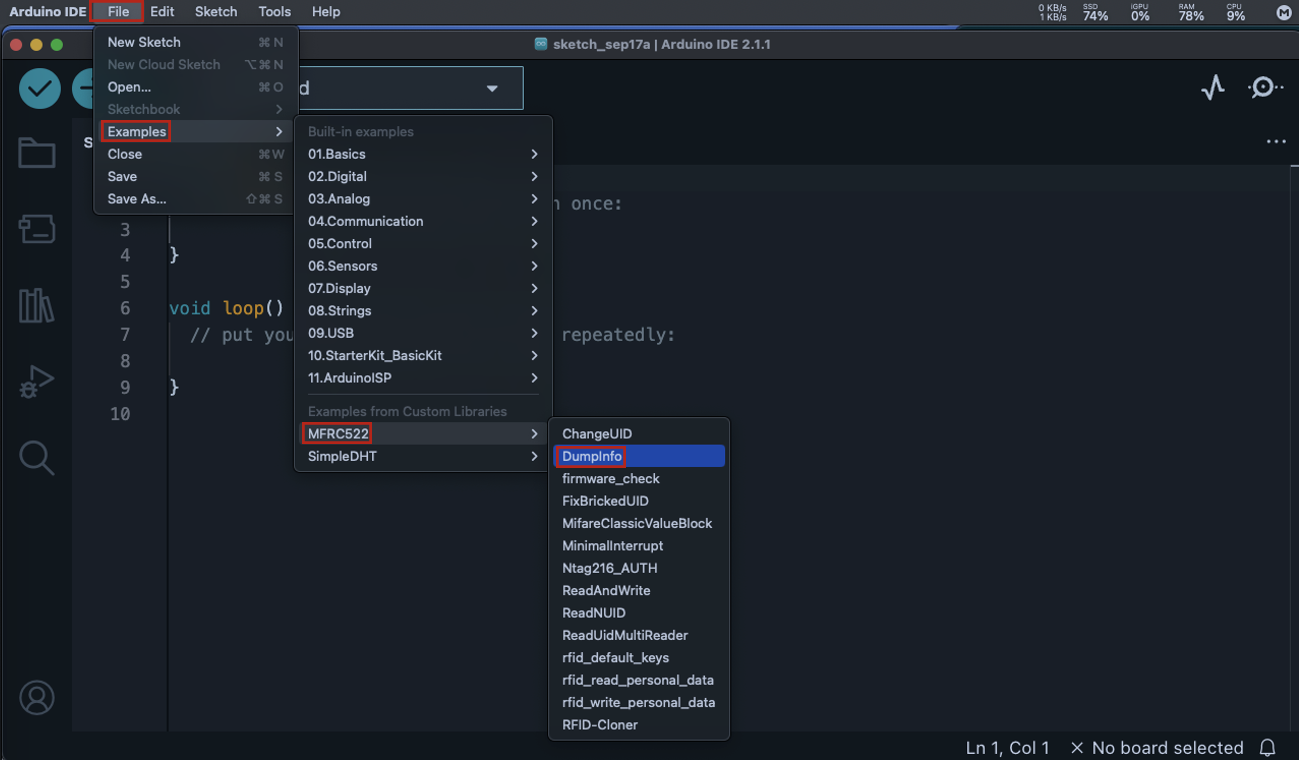 Arduino IDE File Edit Sketch Tools Help 0 KB/s 1 KB/s SSD 74% IGPU 0% RAM 78% CPU 9%
sketch_sep17a | Arduino IDE 2.1.1
New Sketch ⌘ N
New Cloud Sketch ⌥⌘ N
Open... ⌘ O
Sketchbook
Examples
Close ⌘ W
Save ⌘ S
Save As... ⇧⌘ S
d
S
Built-in examples
01.Basics
02.Digital
03.Analog
04.Communication
05.Control
06.Sensors
07.Display
08.Strings
09.USB
10.StarterKit_BasicKit
11.ArduinoISP
Examples from Custom Libraries
MFRC522
SimpleDHT
ChangeUID
DumpInfo
firmware_check
FixBrickedUID
MifareClassicValueBlock
MinimalInterrupt
Ntag216_AUTH
ReadAndWrite
ReadNUID
ReadUidMultiReader
rfid_default_keys
rfid_read_personal_data
rfid_write_personal_data
RFID-Cloner
n once:
3
4 }
5
6 void loop()
7 // put you repeatedly:
8
9 }
10
Ln 1, Col 1 × No board selected